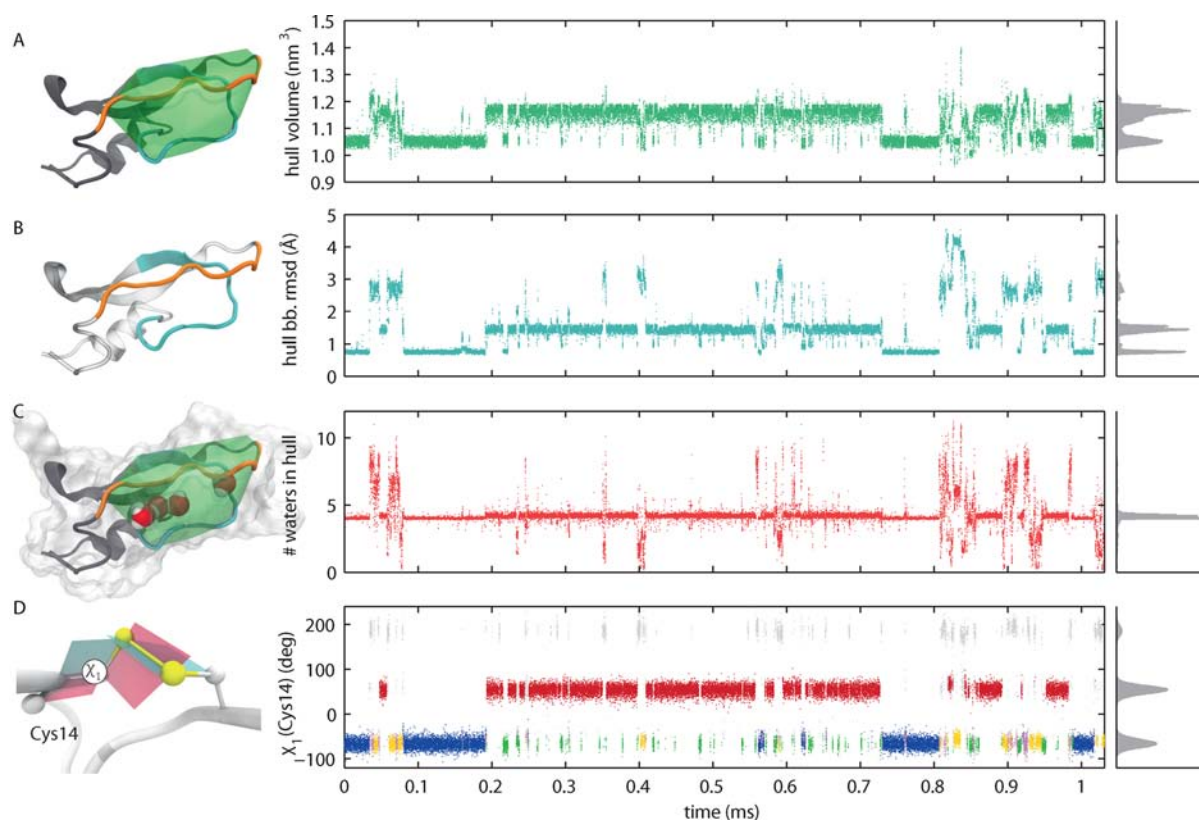 A
hull volume (nm ³)
1.5
1.4
1.3
1.2
1.1
1.0
0.9
B
hull bb. rmsd (Å)
5
4
3
2
1
0
C
# waters in hull
10
5
0
D
χ₁
Cys14
χ₁(Cys14) (deg)
200
100
0
−100
0 0.1 0.2 0.3 0.4 0.5 0.6 0.7 0.8 0.9 1
time (ms)